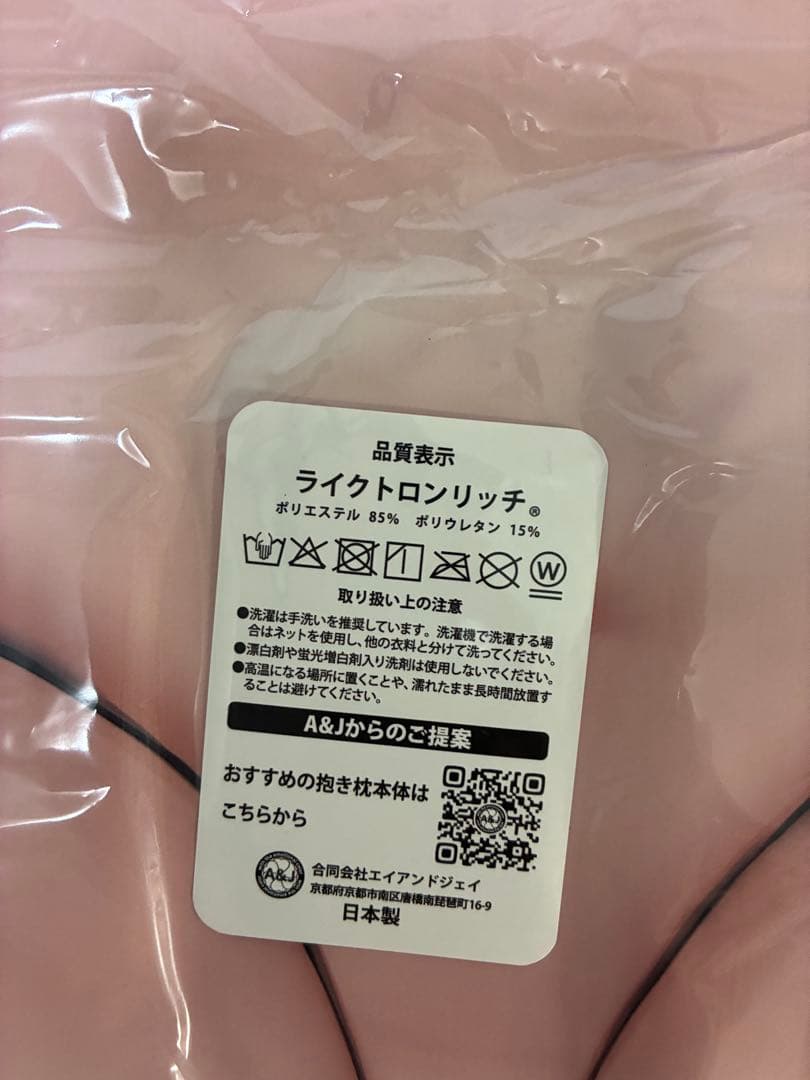 品質表示
ライクトロンリッチ®
ポリエステル 85% ポリウレタン 15%
W
取り扱い上の注意
●洗濯は手洗いを推奨しています。洗濯機で洗濯する場
合はネットを使用し、他の衣料と分けて洗ってください。
●漂白剤や蛍光増白剤入り洗剤は使用しないでください。
●高温になる場所に置くことや、濡れたまま長時間放置す
ることは避けてください。
A&Jからのご提案
おすすめの抱き枕本体は
こちらから
A&J
A&J
合同会社エイアンドジェイ
京都府京都市南区唐橋南琵琶町16-9
日本製